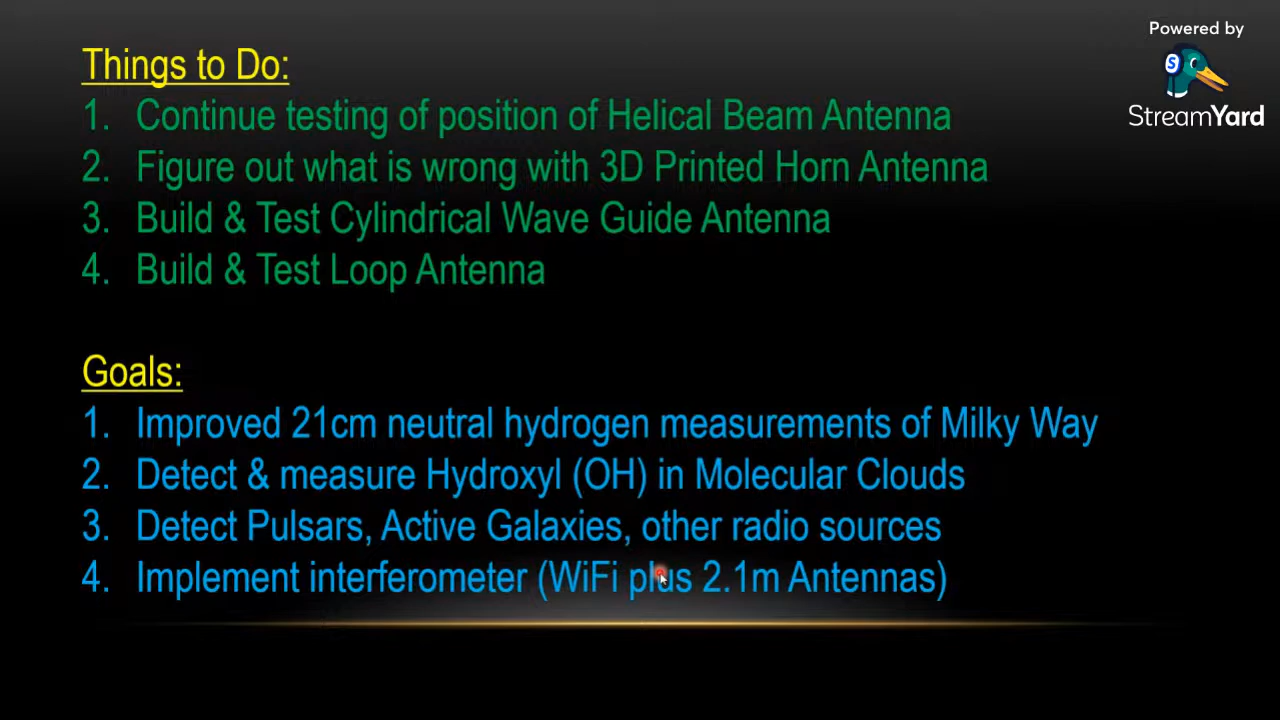 Powered by
StreamYard
Things to Do:
1. Continue testing of position of Helical Beam Antenna
2. Figure out what is wrong with 3D Printed Horn Antenna
3. Build & Test Cylindrical Wave Guide Antenna
4. Build & Test Loop Antenna
Goals:
1. Improved 21cm neutral hydrogen measurements of Milky Way
2. Detect & measure Hydroxyl (OH) in Molecular Clouds
3. Detect Pulsars, Active Galaxies, other radio sources
4. Implement interferometer (WiFi plus 2.1m Antennas)